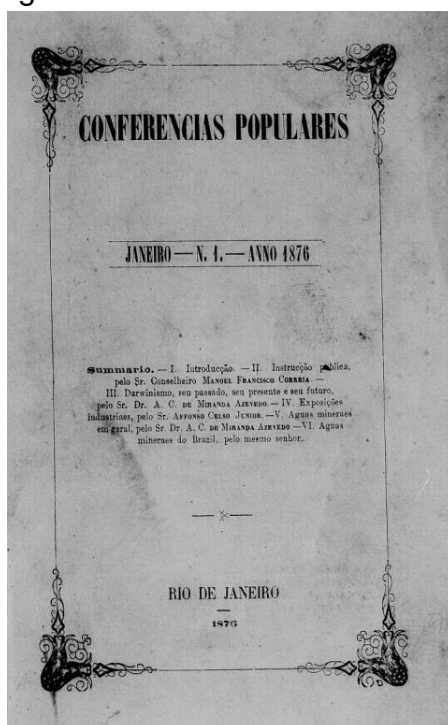 CONFERENCIAS POPULARES
JANEIRO — N. 1. — ANNO 1876
Summario. — I. Introducção. — II. Instrucção publica,
pelo Sr. Conselheiro MANOEL FRANCISCO CORREIA. —
III. Darwinismo, seu passado, seu presente e seu futuro,
pelo Sr. Dr. A. C. DE MIRANDA AZEVEDO. — IV. Exposições
industriaes, pelo Sr. AFFONSO CELSO JUNIOR. — V. Aguas mineraes
em geral, pelo Sr. Dr. A. C. DE MIRANDA AZEVEDO — VI. Aguas
mineraes do Brazil, pelo mesmo senhor.
RIO DE JANEIRO
1876